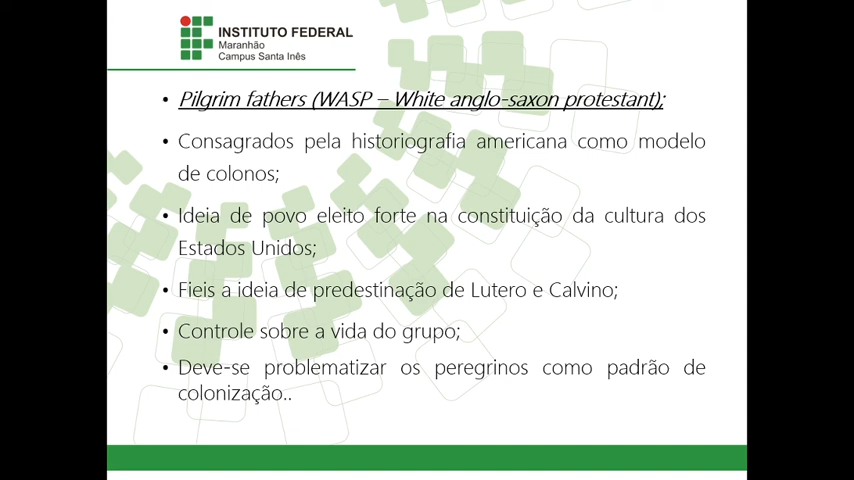 INSTITUTO FEDERAL
Maranhão
Campus Santa Inês
• Pilgrim fathers (WASP – White anglo-saxon protestant);
• Consagrados pela historiografia americana como modelo
de colonos;
• Ideia de povo eleito forte na constituição da cultura dos
Estados Unidos;
• Fieis a ideia de predestinação de Lutero e Calvino;
• Controle sobre a vida do grupo;
• Deve-se problematizar os peregrinos como padrão de
colonização..